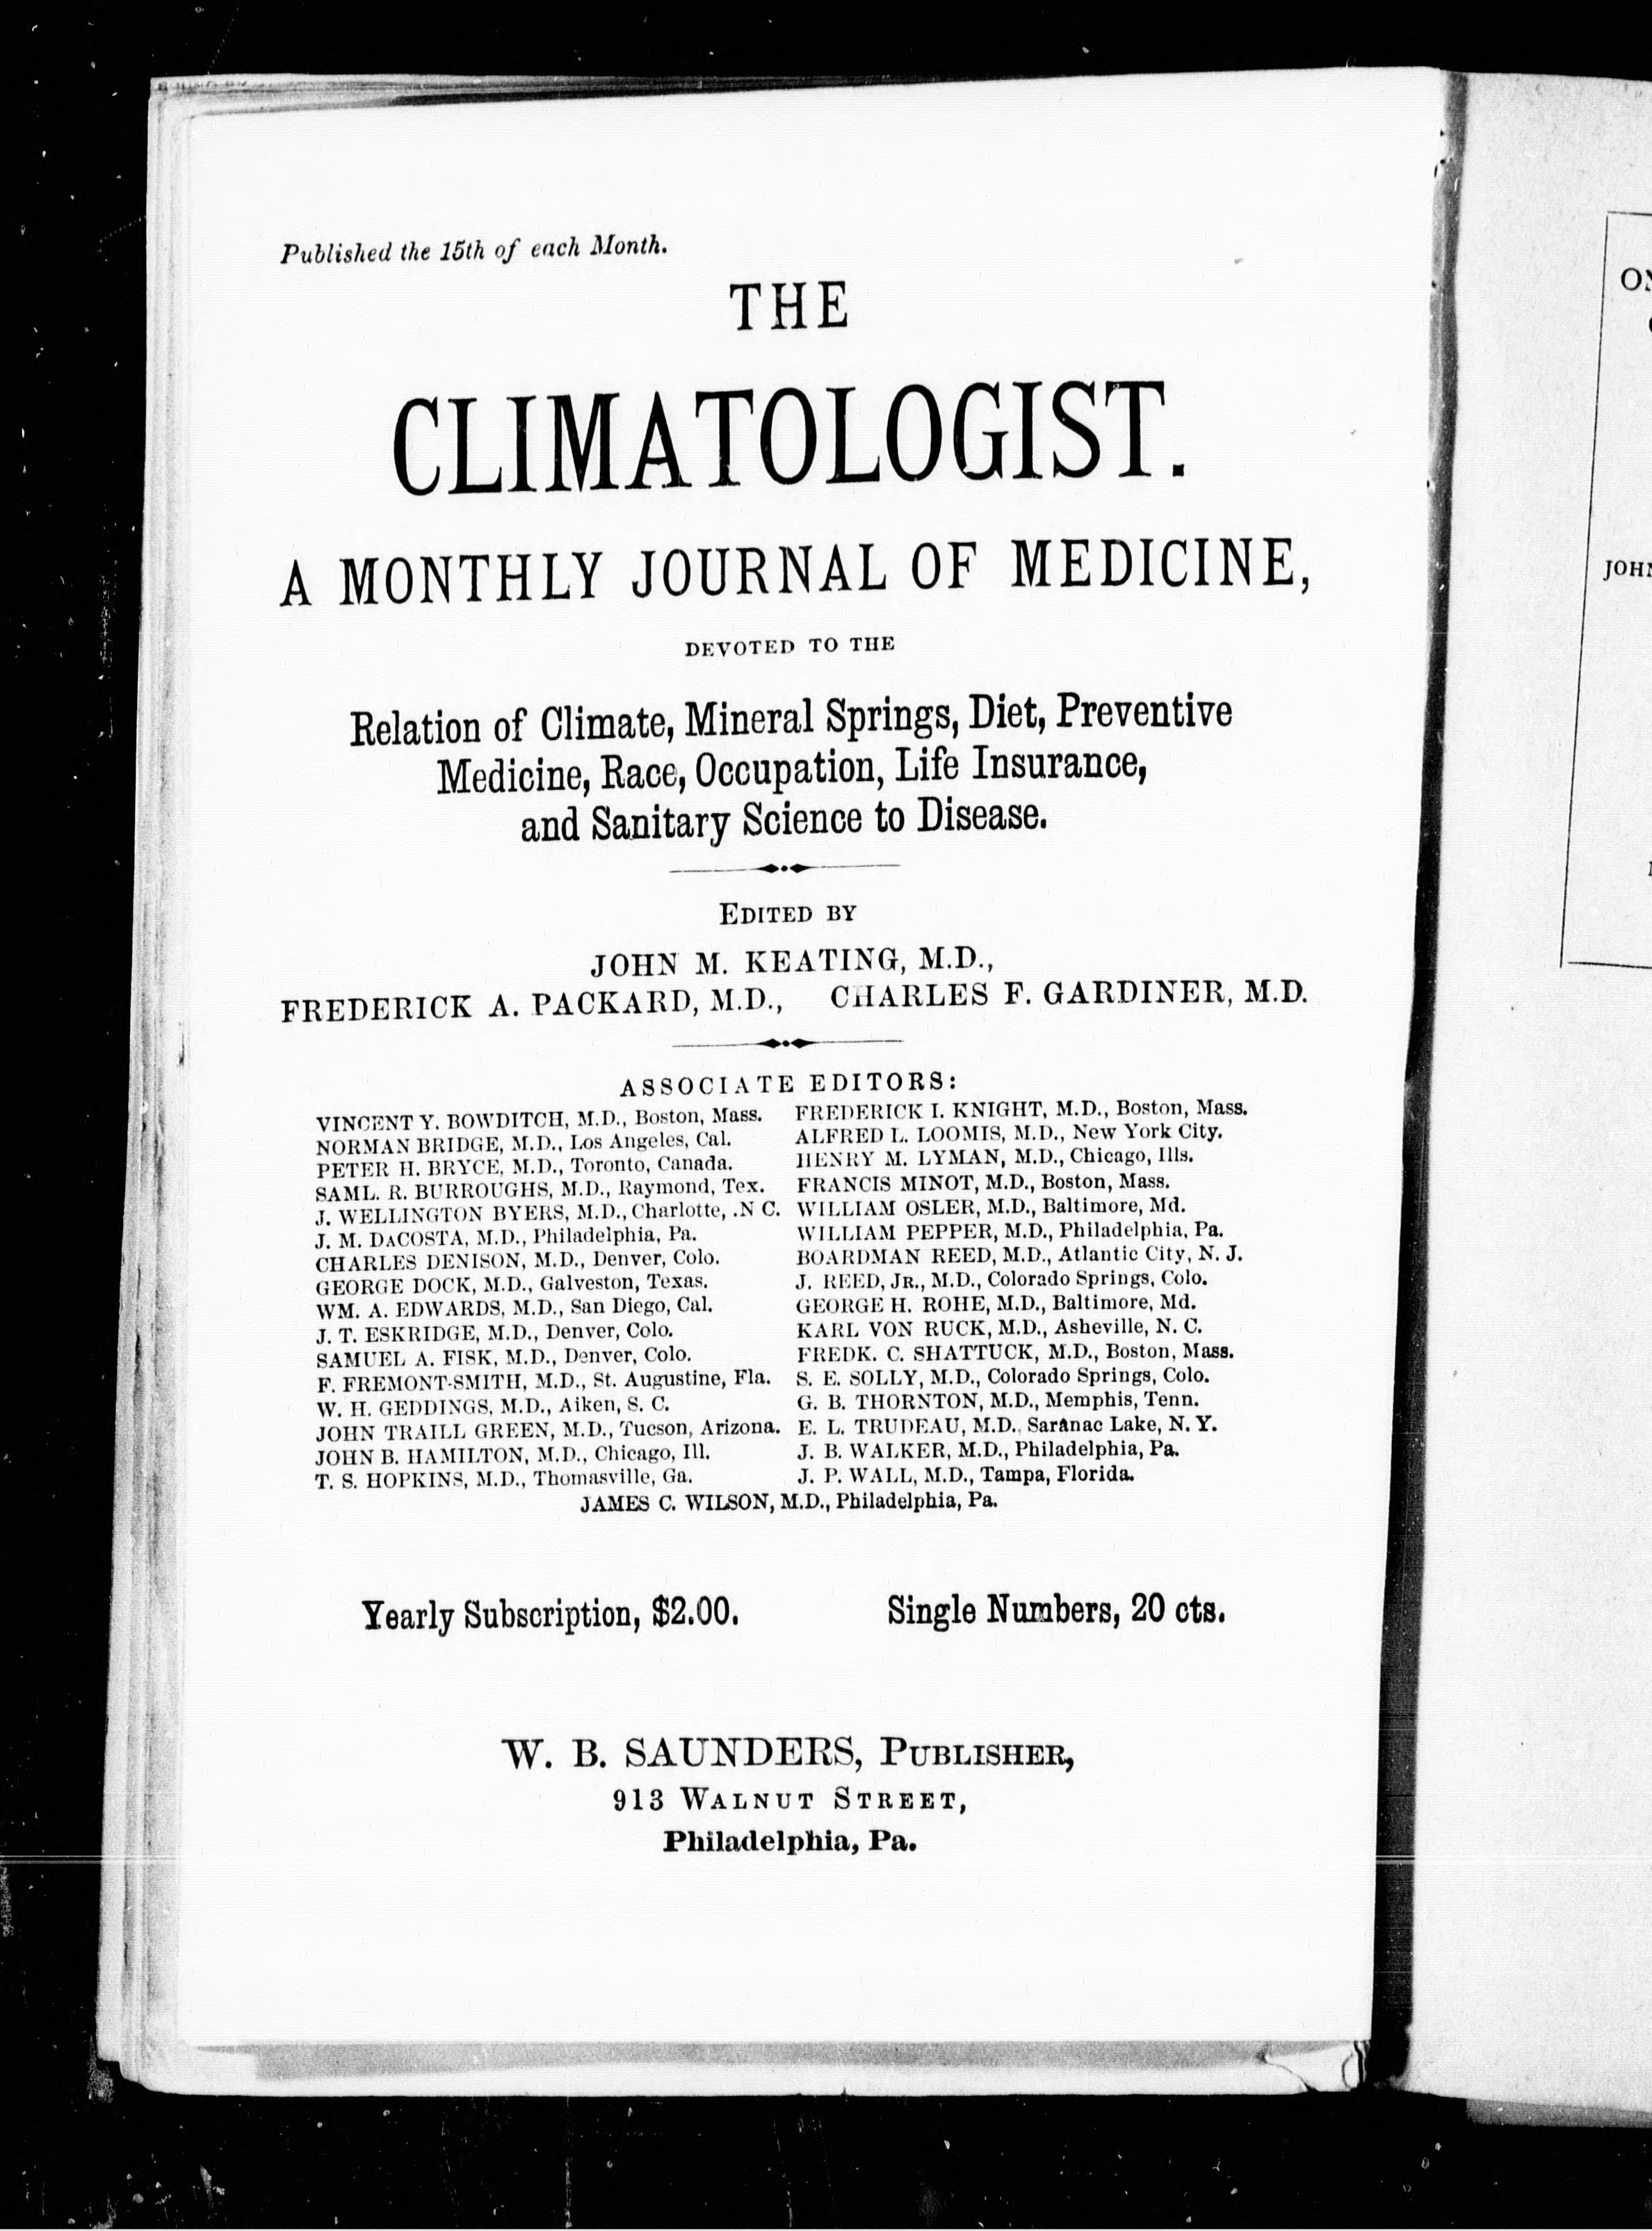 Published the 15th of each Month.
THE
CLIMATOLOGIST.
A MONTHLY JOURNAL OF MEDICINE,
DEVOTED TO THE
Relation of Climate, Mineral Springs, Diet, Preventive
Medicine, Race, Occupation, Life Insurance,
and Sanitary Science to Disease.
EDITED BY
JOHN M. KEATING, M.D.,
FREDERICK A. PACKARD, M.D., CHARLES F. GARDINER, M.D.
ASSOCIATE EDITORS:
VINCENT Y. BOWDITCH, M.D., Boston, Mass.
NORMAN BRIDGE, M.D., Los Angeles, Cal.
PETER H. BRYCE, M.D., Toronto, Canada.
SAML. R. BURROUGHS, M.D., Raymond, Tex.
J. WELLINGTON BYERS, M.D., Charlotte, .N C.
J. M. DACOSTA, M.D., Philadelphia, Pa.
CHARLES DENISON, M.D., Denver, Colo.
GEORGE DOCK, M.D., Galveston, Texas.
WM. A. EDWARDS, M.D., San Diego, Cal.
J. T. ESKRIDGE, M.D., Denver, Colo.
SAMUEL A. FISK, M.D., Denver, Colo.
F. FREMONT-SMITH, M.D., St. Augustine, Fla.
W. H. GEDDINGS, M.D., Aiken, S. C.
JOHN TRAILL GREEN, M.D., Tucson, Arizona.
JOHN B. HAMILTON, M.D., Chicago, Ill.
T. S. HOPKINS, M.D., Thomasville, Ga.
FREDERICK I. KNIGHT, M.D., Boston, Mass.
ALFRED L. LOOMIS, M.D., New York City.
HENRY M. LYMAN, M.D., Chicago, Ills.
FRANCIS MINOT, M.D., Boston, Mass.
WILLIAM OSLER, M.D., Baltimore, Md.
WILLIAM PEPPER, M.D., Philadelphia, Pa.
BOARDMAN REED, M.D., Atlantic City, N. J.
J. REED, JR., M.D., Colorado Springs, Colo.
GEORGE H. ROHE, M.D., Baltimore, Md.
KARL VON RUCK, M.D., Asheville, N. C.
FREDK. C. SHATTUCK, M.D., Boston, Mass.
S. E. SOLLY, M.D., Colorado Springs, Colo.
G. B. THORNTON, M.D., Memphis, Tenn.
E. L. TRUDEAU, M.D., Saranac Lake, N. Y.
J. B. WALKER, M.D., Philadelphia, Pa.
J. P. WALL, M.D., Tampa, Florida.
JAMES C. WILSON, M.D., Philadelphia, Pa.
Yearly Subscription, $2.00. Single Numbers, 20 cts.
W. B. SAUNDERS, PUBLISHER,
913 WALNUT STREET,
Philadelphia, Pa.